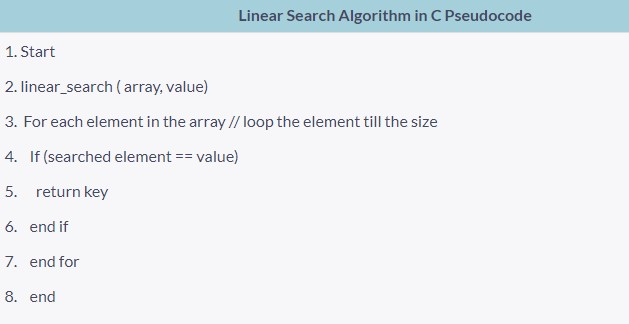 Linear Search Algorithm in C Pseudocode
1. Start
2. linear_search ( array, value)
3. For each element in the array // loop the element till the size
4. If (searched element == value)
5. return key
6. end if
7. end for
8. end